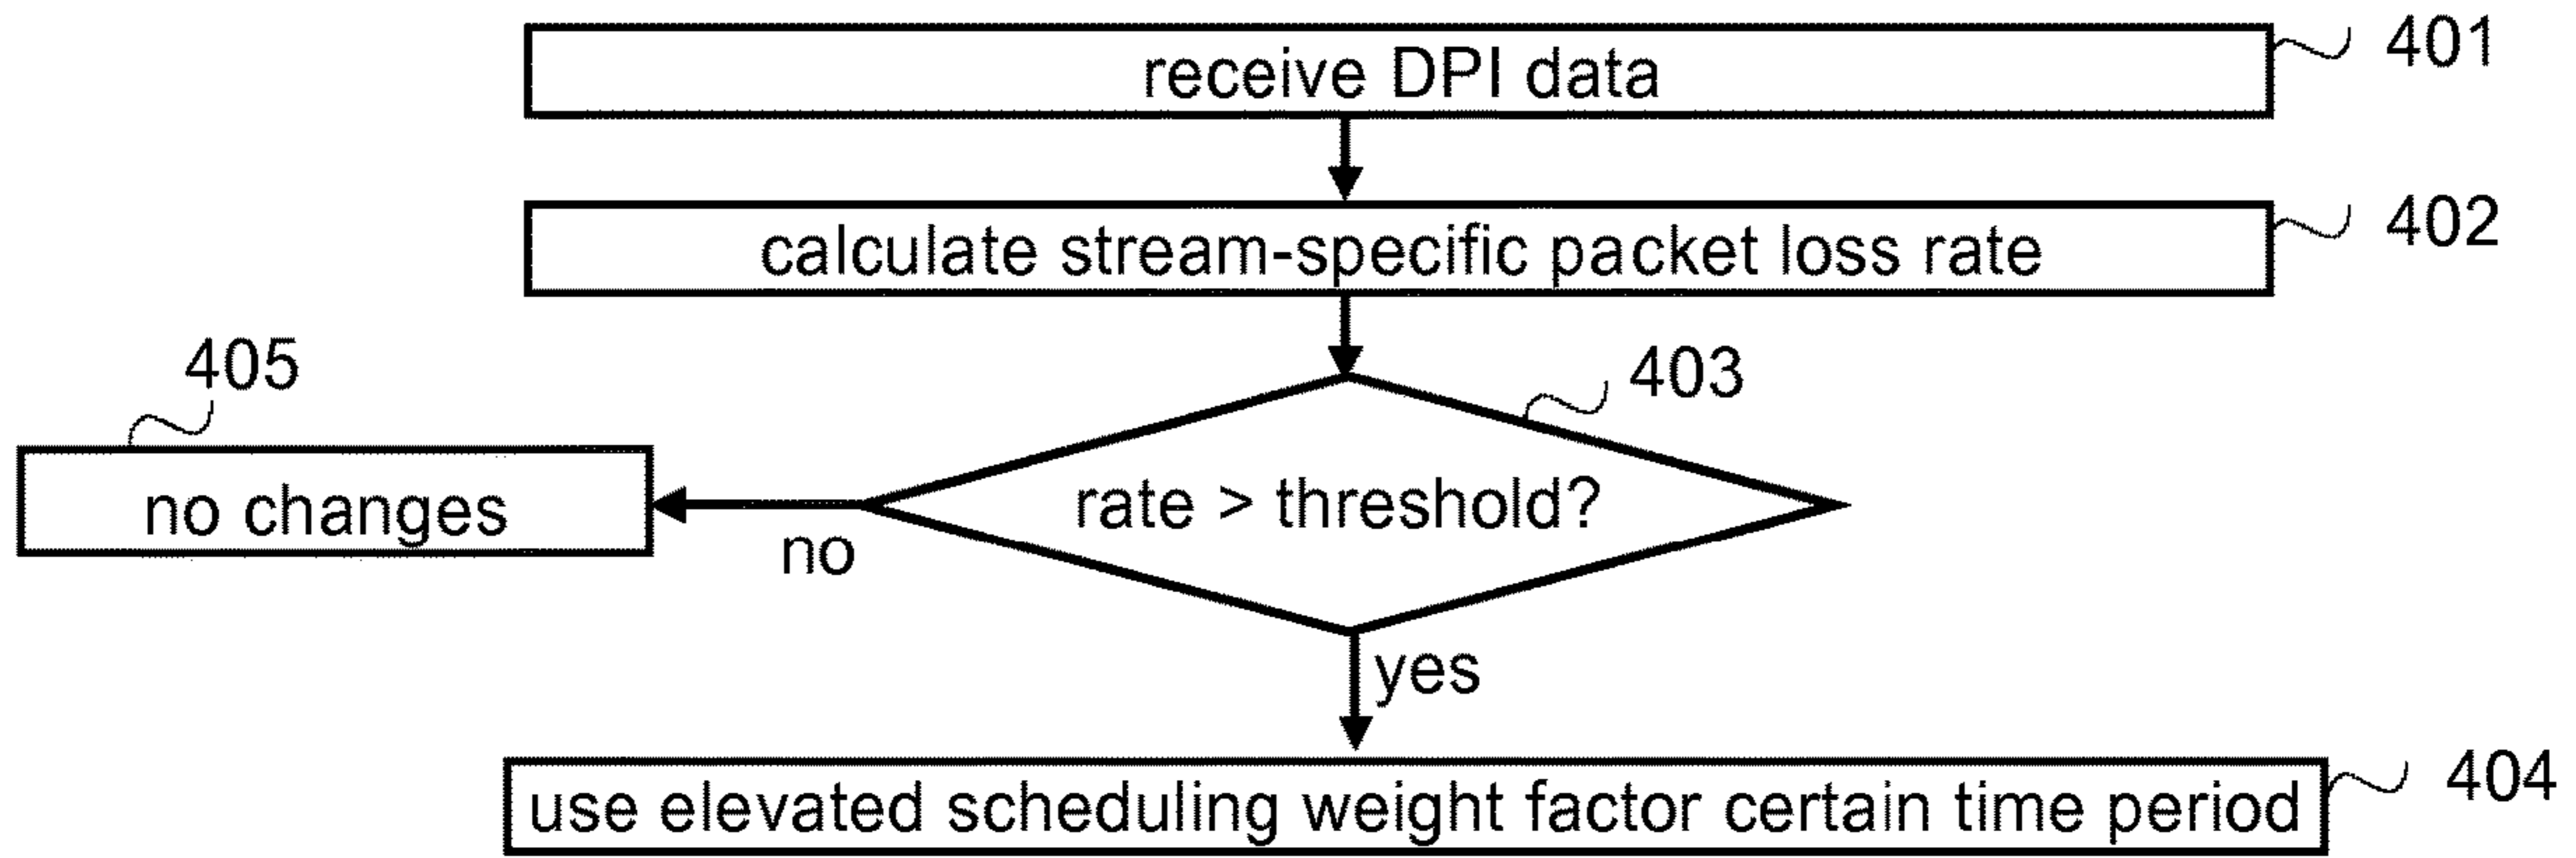 receive DPI data
401
calculate stream-specific packet loss rate
402
405
403
no changes
no
rate > threshold?
yes
use elevated scheduling weight factor certain time period
404